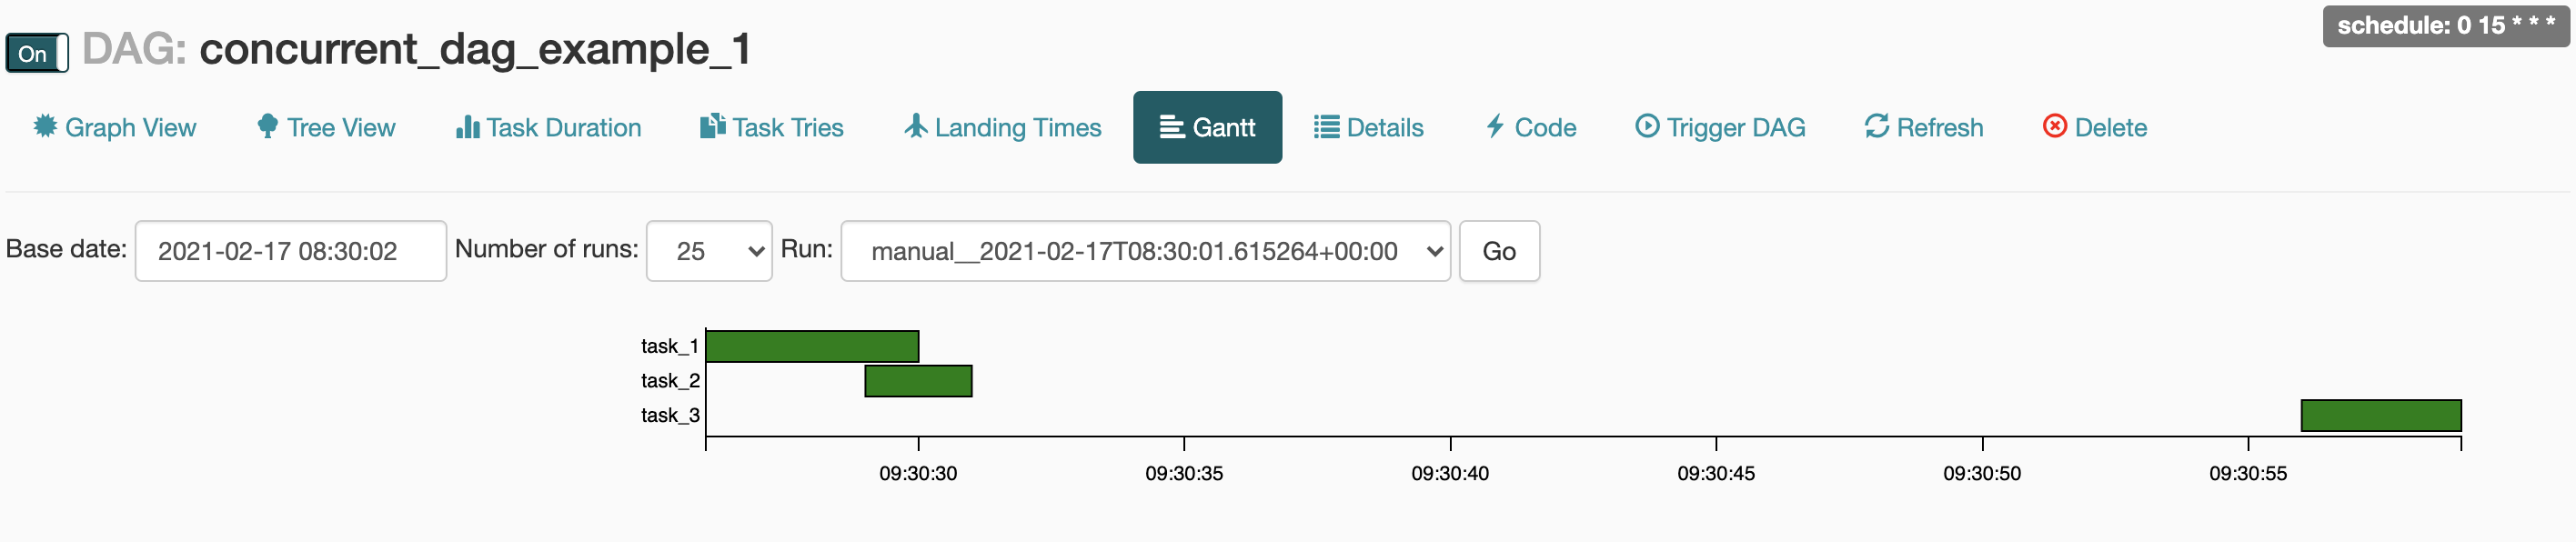 schedule: 0 15 * * *
On DAG: concurrent_dag_example_1
Graph View Tree View Task Duration Task Tries Landing Times Gantt Details Code Trigger DAG Refresh Delete
Base date: 2021-02-17 08:30:02 Number of runs: 25 Run: manual__2021-02-17T08:30:01.615264+00:00 Go
task_1
task_2
task_3
09:30:30 09:30:35 09:30:40 09:30:45 09:30:50 09:30:55